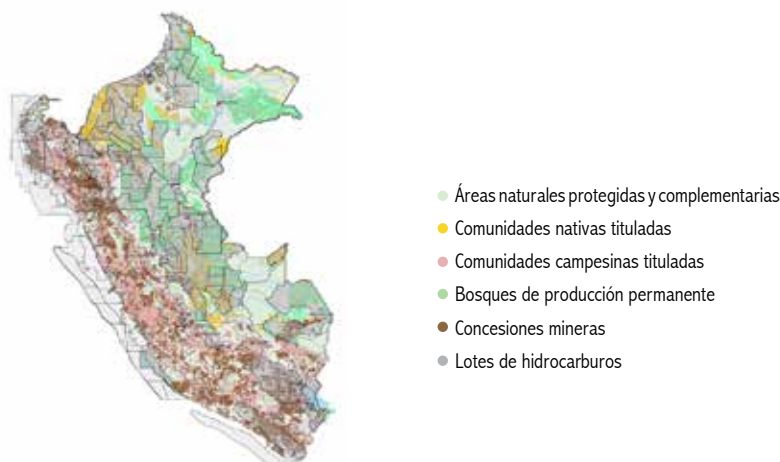 Áreas naturales protegidas y complementarias
Comunidades nativas tituladas
Comunidades campesinas tituladas
Bosques de producción permanente
Concesiones mineras
Lotes de hidrocarburos